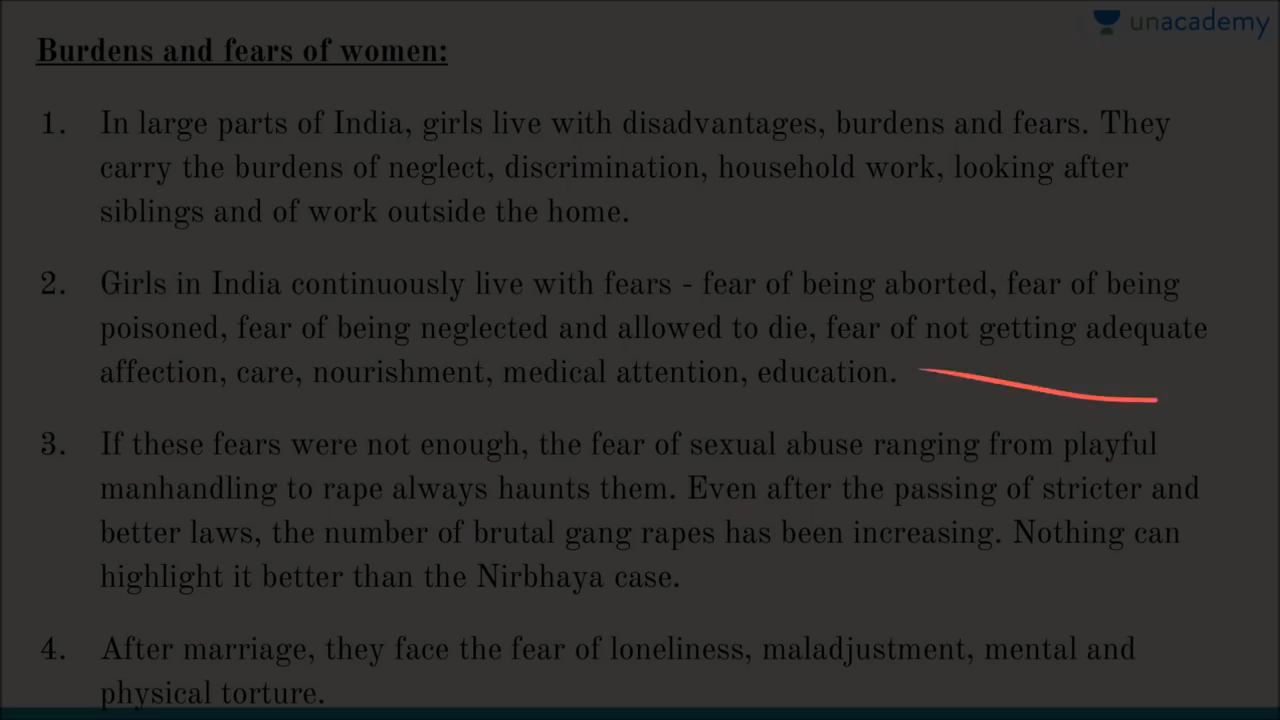 unacademy
Burdens and fears of women:
1. In large parts of India, girls live with disadvantages, burdens and fears. They
carry the burdens of neglect, discrimination, household work, looking after
siblings and of work outside the home.
2. Girls in India continuously live with fears - fear of being aborted, fear of being
poisoned, fear of being neglected and allowed to die, fear of not getting adequate
affection, care, nourishment, medical attention, education.
3. If these fears were not enough, the fear of sexual abuse ranging from playful
manhandling to rape always haunts them. Even after the passing of stricter and
better laws, the number of brutal gang rapes has been increasing. Nothing can
highlight it better than the Nirbhaya case.
4. After marriage, they face the fear of loneliness, maladjustment, mental and
physical torture.